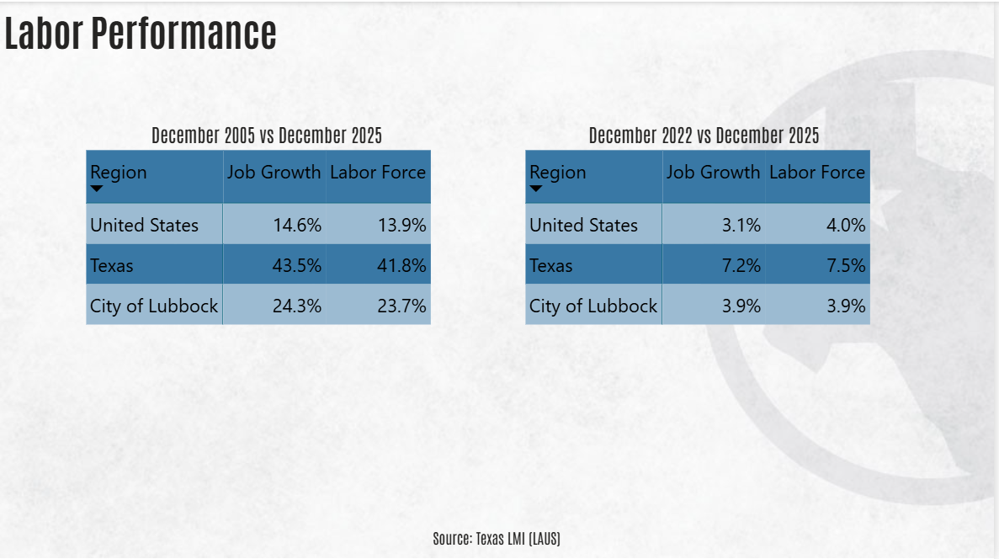 Labor Performance
December 2005 vs December 2025
Region Job Growth Labor Force
United States 14.6% 13.9%
Texas 43.5% 41.8%
City of Lubbock 24.3% 23.7%
December 2022 vs December 2025
Region Job Growth Labor Force
United States 3.1% 4.0%
Texas 7.2% 7.5%
City of Lubbock 3.9% 3.9%
Source: Texas LMI (LAUS)